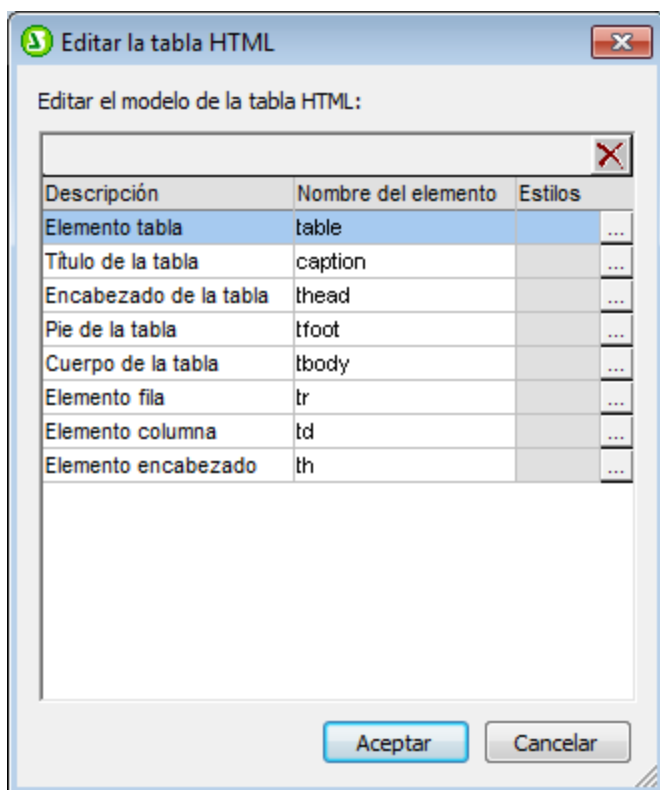 Editar la tabla HTML
Editar el modelo de la tabla HTML:
Descripción Nombre del elemento Estilos
Elemento tabla table ...
Título de la tabla caption ...
Encabezado de la tabla thead ...
Pie de la tabla tfoot ...
Cuerpo de la tabla tbody ...
Elemento fila tr ...
Elemento columna td ...
Elemento encabezado th ...
Aceptar Cancelar